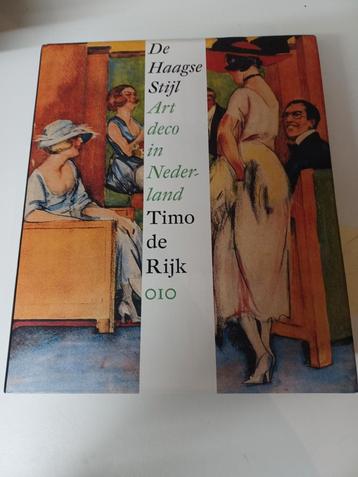 De
Haagse
Stijl
Art
deco
in
Neder-
land
Timo
de
Rijk
010